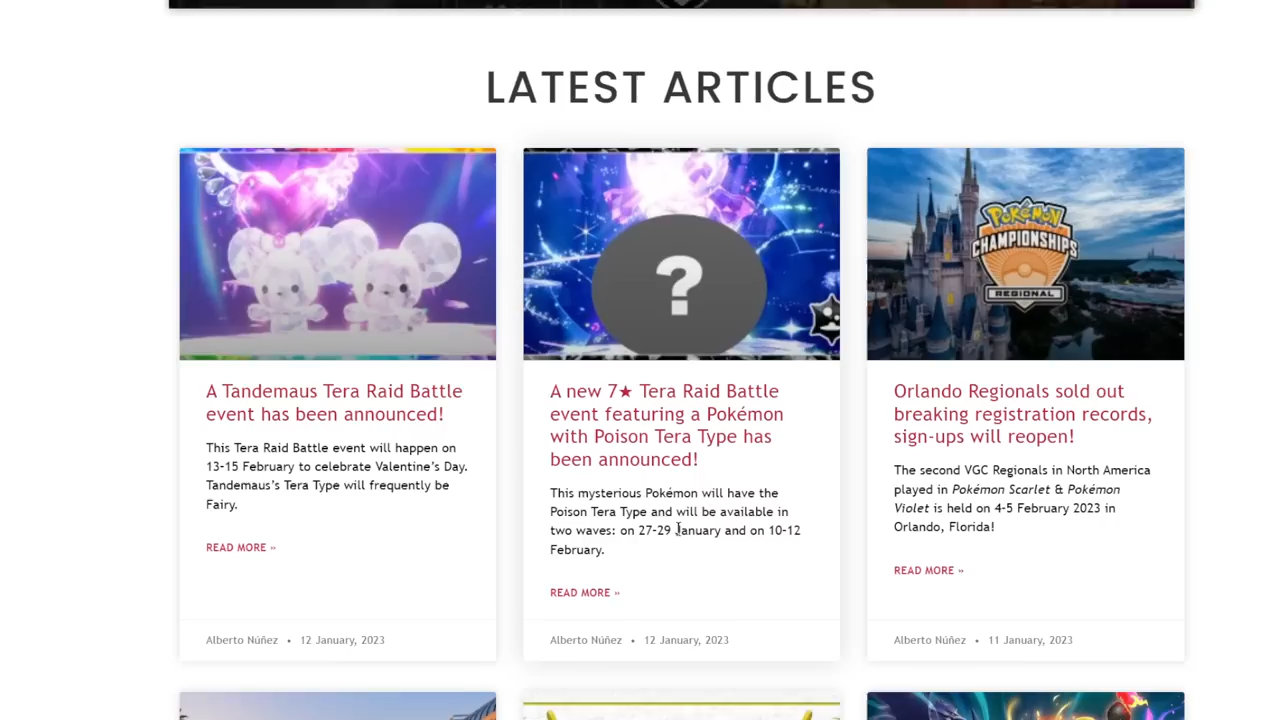 LATEST ARTICLES
?
POKÉMON
CHAMPIONSHIPS
REGIONAL
A Tandemaus Tera Raid Battle
event has been announced!
This Tera Raid Battle event will happen on
13-15 February to celebrate Valentine’s Day.
Tandemaus’s Tera Type will frequently be
Fairy.
READ MORE »
Alberto Núñez • 12 January, 2023
A new 7★ Tera Raid Battle
event featuring a Pokémon
with Poison Tera Type has
been announced!
This mysterious Pokémon will have the
Poison Tera Type and will be available in
two waves: on 27-29 January and on 10-12
February.
READ MORE »
Alberto Núñez • 12 January, 2023
Orlando Regionals sold out
breaking registration records,
sign-ups will reopen!
The second VGC Regionals in North America
played in Pokémon Scarlet & Pokémon
Violet is held on 4-5 February 2023 in
Orlando, Florida!
READ MORE »
Alberto Núñez • 11 January, 2023